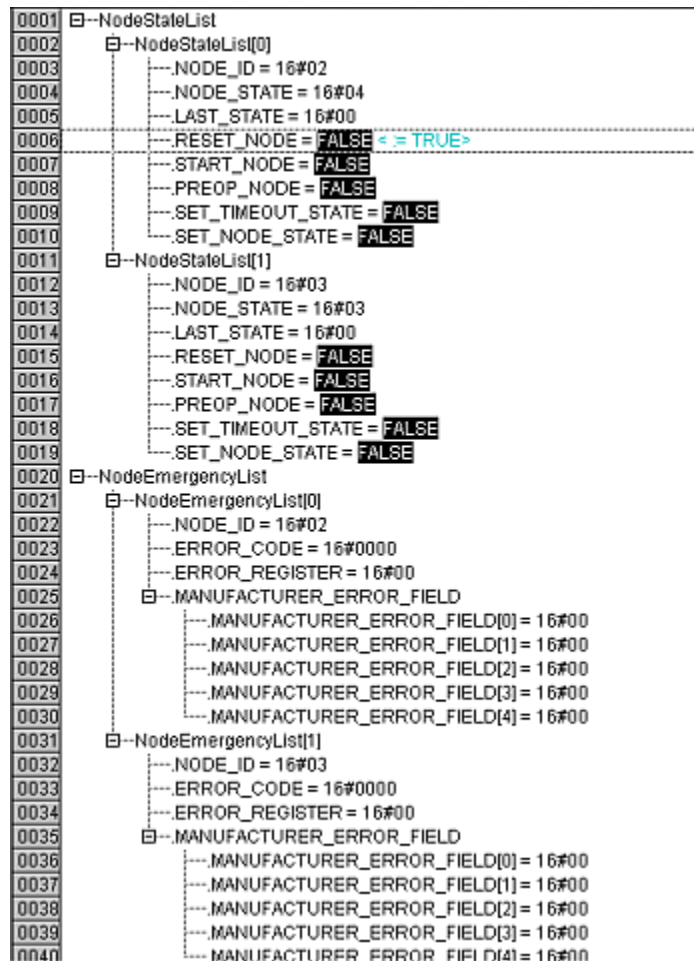 0001 NodeStateList
0002 NodeStateList[0]
0003 .NODE_ID = 16#02
0004 .NODE_STATE = 16#04
0005 .LAST_STATE = 16#00
0006 .RESET_NODE = FALSE < := TRUE>
0007 .START_NODE = FALSE
0008 .PREOP_NODE = FALSE
0009 .SET_TIMEOUT_STATE = FALSE
0010 .SET_NODE_STATE = FALSE
0011 NodeStateList[1]
0012 .NODE_ID = 16#03
0013 .NODE_STATE = 16#03
0014 .LAST_STATE = 16#00
0015 .RESET_NODE = FALSE
0016 .START_NODE = FALSE
0017 .PREOP_NODE = FALSE
0018 .SET_TIMEOUT_STATE = FALSE
0019 .SET_NODE_STATE = FALSE
0020 NodeEmergencyList
0021 NodeEmergencyList[0]
0022 .NODE_ID = 16#02
0023 .ERROR_CODE = 16#0000
0024 .ERROR_REGISTER = 16#00
0025 .MANUFACTURER_ERROR_FIELD
0026 .MANUFACTURER_ERROR_FIELD[0] = 16#00
0027 .MANUFACTURER_ERROR_FIELD[1] = 16#00
0028 .MANUFACTURER_ERROR_FIELD[2] = 16#00
0029 .MANUFACTURER_ERROR_FIELD[3] = 16#00
0030 .MANUFACTURER_ERROR_FIELD[4] = 16#00
0031 NodeEmergencyList[1]
0032 .NODE_ID = 16#03
0033 .ERROR_CODE = 16#0000
0034 .ERROR_REGISTER = 16#00
0035 .MANUFACTURER_ERROR_FIELD
0036 .MANUFACTURER_ERROR_FIELD[0] = 16#00
0037 .MANUFACTURER_ERROR_FIELD[1] = 16#00
0038 .MANUFACTURER_ERROR_FIELD[2] = 16#00
0039 .MANUFACTURER_ERROR_FIELD[3] = 16#00
0040 .MANUFACTURER_ERROR_FIELD[4] = 16#00